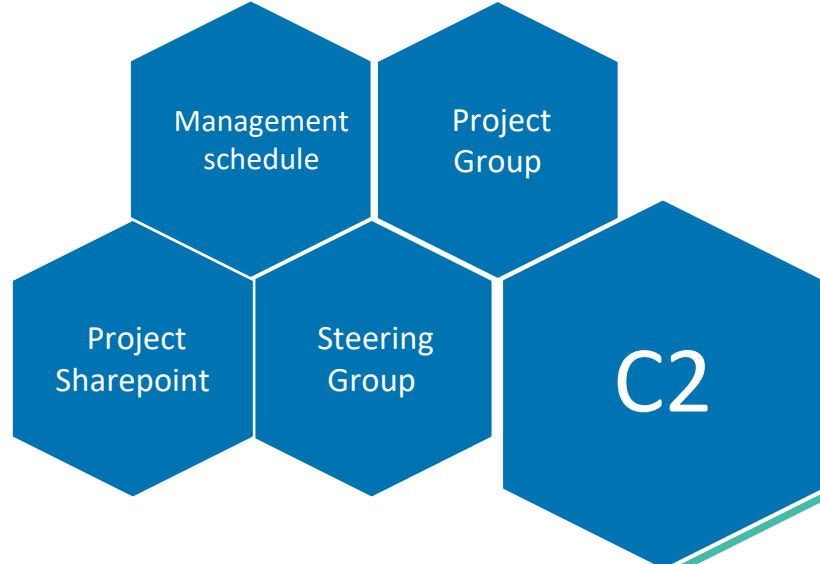 Management
schedule
Project
Group
Project
Sharepoint
Steering
Group
C2